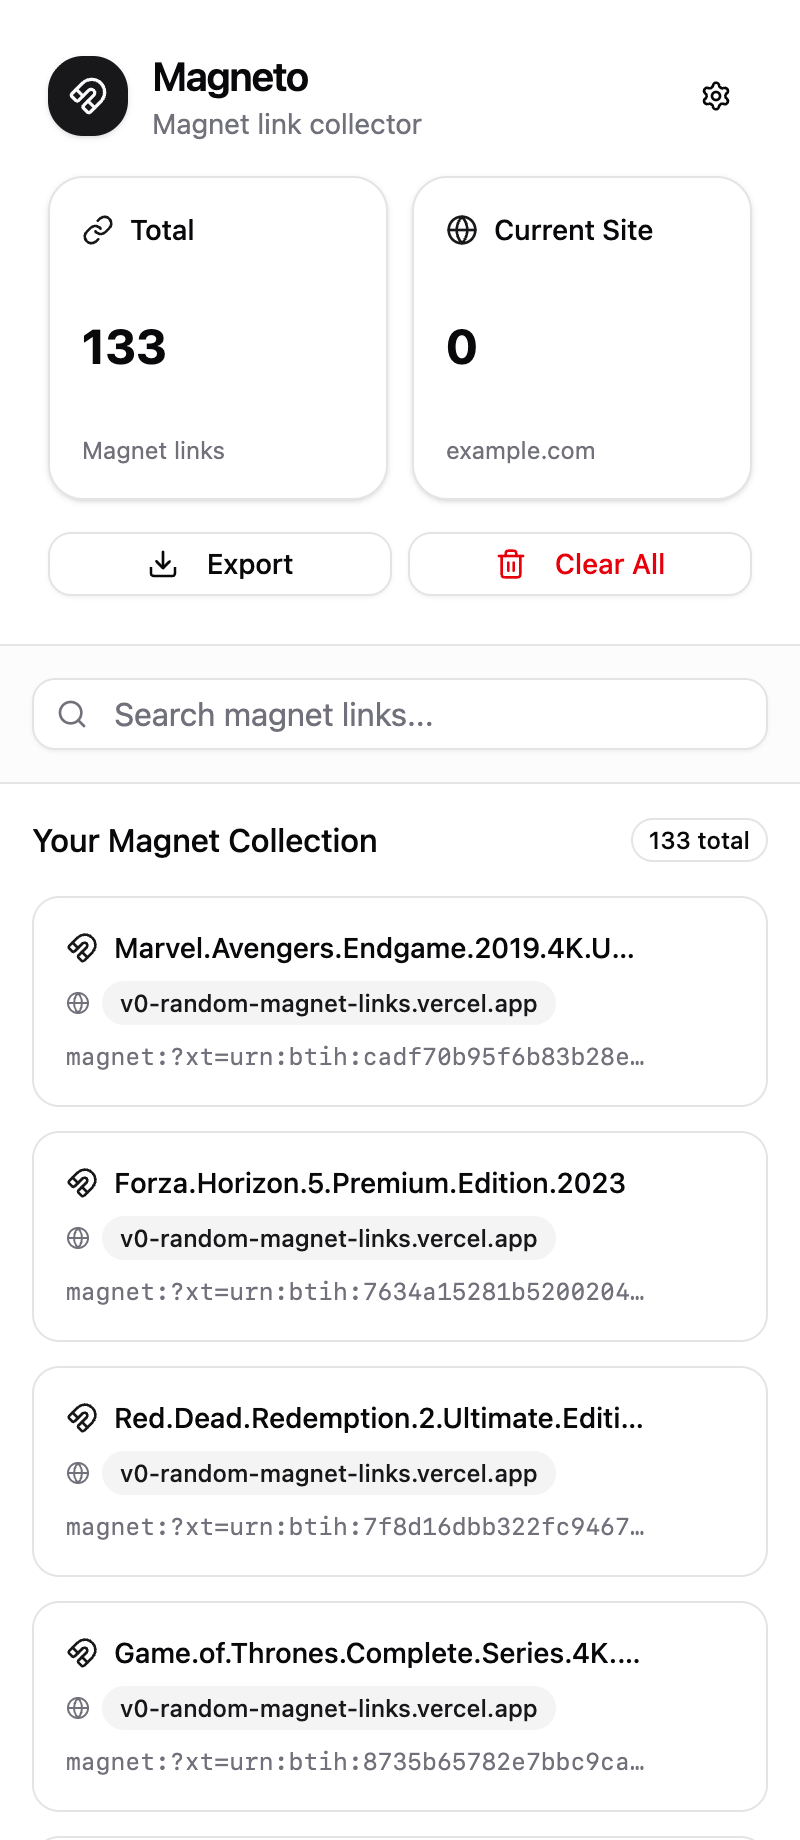 Magneto
Magnet link collector
Total
133
Magnet links
Current Site
0
example.com
Export
Clear All
Search magnet links...
Your Magnet Collection
133 total
Marvel.Avengers.Endgame.2019.4K.U...
v0-random-magnet-links.vercel.app
magnet:?xt=urn:btih:cadf70b95f6b83b28e…
Forza.Horizon.5.Premium.Edition.2023
v0-random-magnet-links.vercel.app
magnet:?xt=urn:btih:7634a15281b5200204…
Red.Dead.Redemption.2.Ultimate.Editi...
v0-random-magnet-links.vercel.app
magnet:?xt=urn:btih:7f8d16dbb322fc9467…
Game.of.Thrones.Complete.Series.4K....
v0-random-magnet-links.vercel.app
magnet:?xt=urn:btih:8735b65782e7bbc9ca…